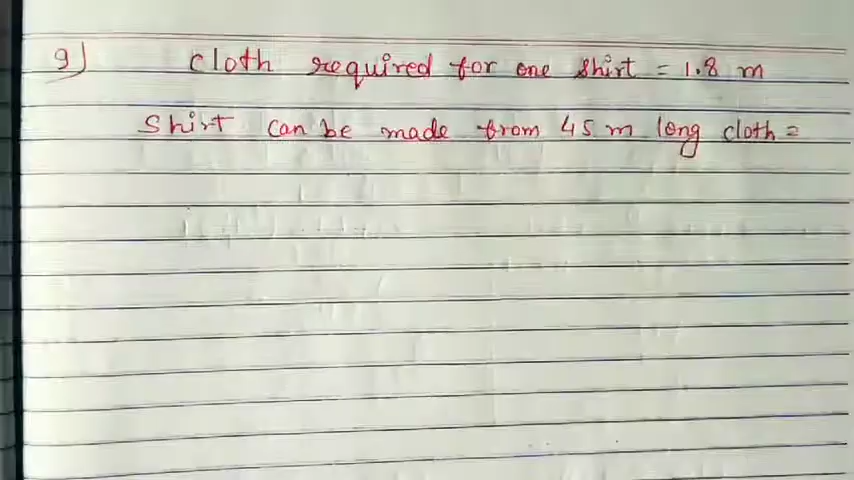 9) cloth required for one shirt = 1.8 m
Shirt can be made from 45 m long cloth =